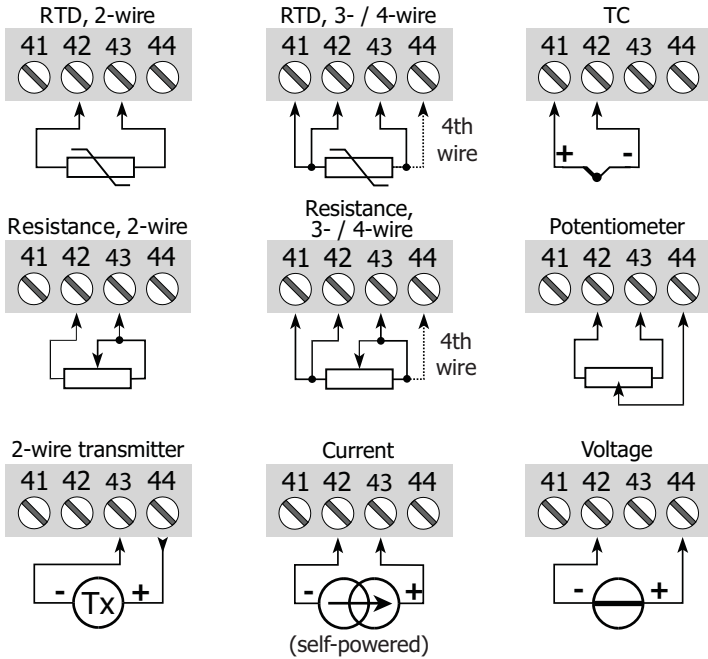 RTD, 2-wire
41 42 43 44
RTD, 3- / 4-wire
41 42 43 44
4th
wire
TC
41 42 43 44
+ -
Resistance, 2-wire
41 42 43 44
Resistance,
3- / 4-wire
41 42 43 44
4th
wire
Potentiometer
41 42 43 44
2-wire transmitter
41 42 43 44
- Tx +
Current
41 42 43 44
- +
(self-powered)
Voltage
41 42 43 44
- +